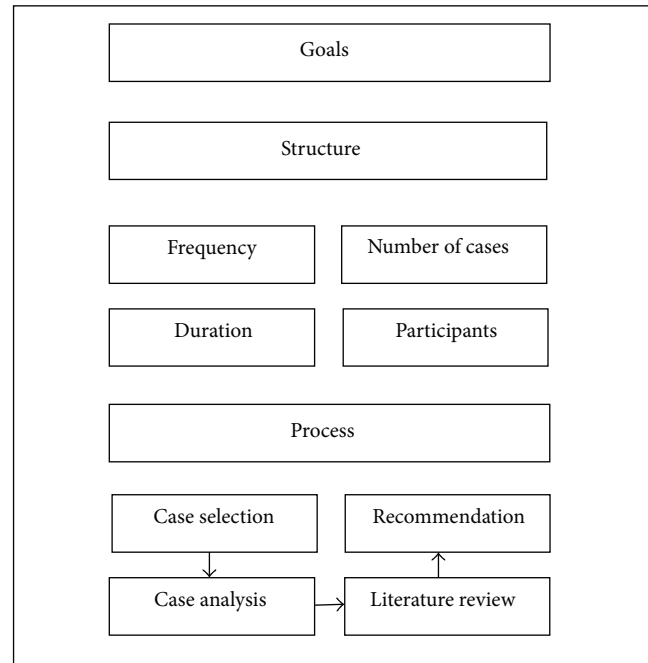 Goals
Structure
Frequency
Number of cases
Duration
Participants
Process
Case selection
Recommendation
Case analysis
Literature review